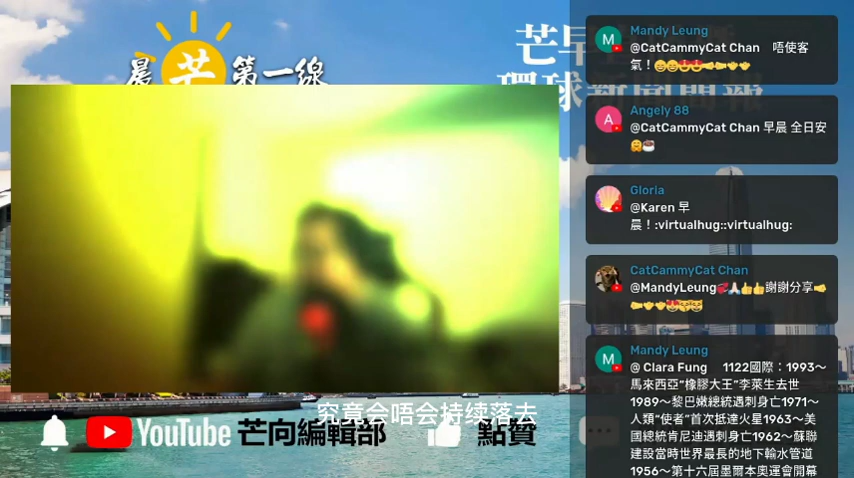 晨芒第一線
芒早
環球新聞簡報
究竟会唔会持续落去
YouTube 芒向編輯部 點贊
Mandy Leung
@CatCammyCat Chan 唔使客
氣！
Angely 88
@CatCammyCat Chan 早晨 全日安
Gloria
@Karen 早
晨！:virtualhug::virtualhug:
CatCammyCat Chan
@MandyLeung💞🙏🏻👍👍謝謝分享
Mandy Leung
@ Clara Fung 1122國際：1993～
馬來西亞“橡膠大王”李萊生去世
1989～黎巴嫩總統遇刺身亡1971～
人類“使者”首次抵達火星1963～美
國總統肯尼迪遇刺身亡1962～蘇聯
建設當時世界最長的地下輸水管道
1956～第十六屆墨爾本奧運會開幕